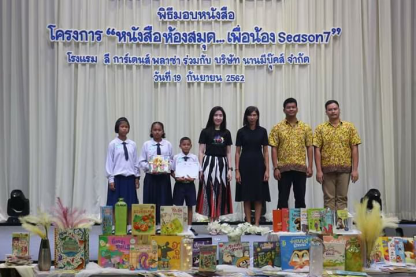 พิธีมอบหนังสือ
โครงการ “หนังสือห้องสมุด...เพื่อน้อง Season7”
โรงแรม ลี การ์เดนส์ พลาซ่า ร่วมกับ บริษัท นานมีบุ๊คส์ จำกัด
วันที่ 19 กันยายน 2562